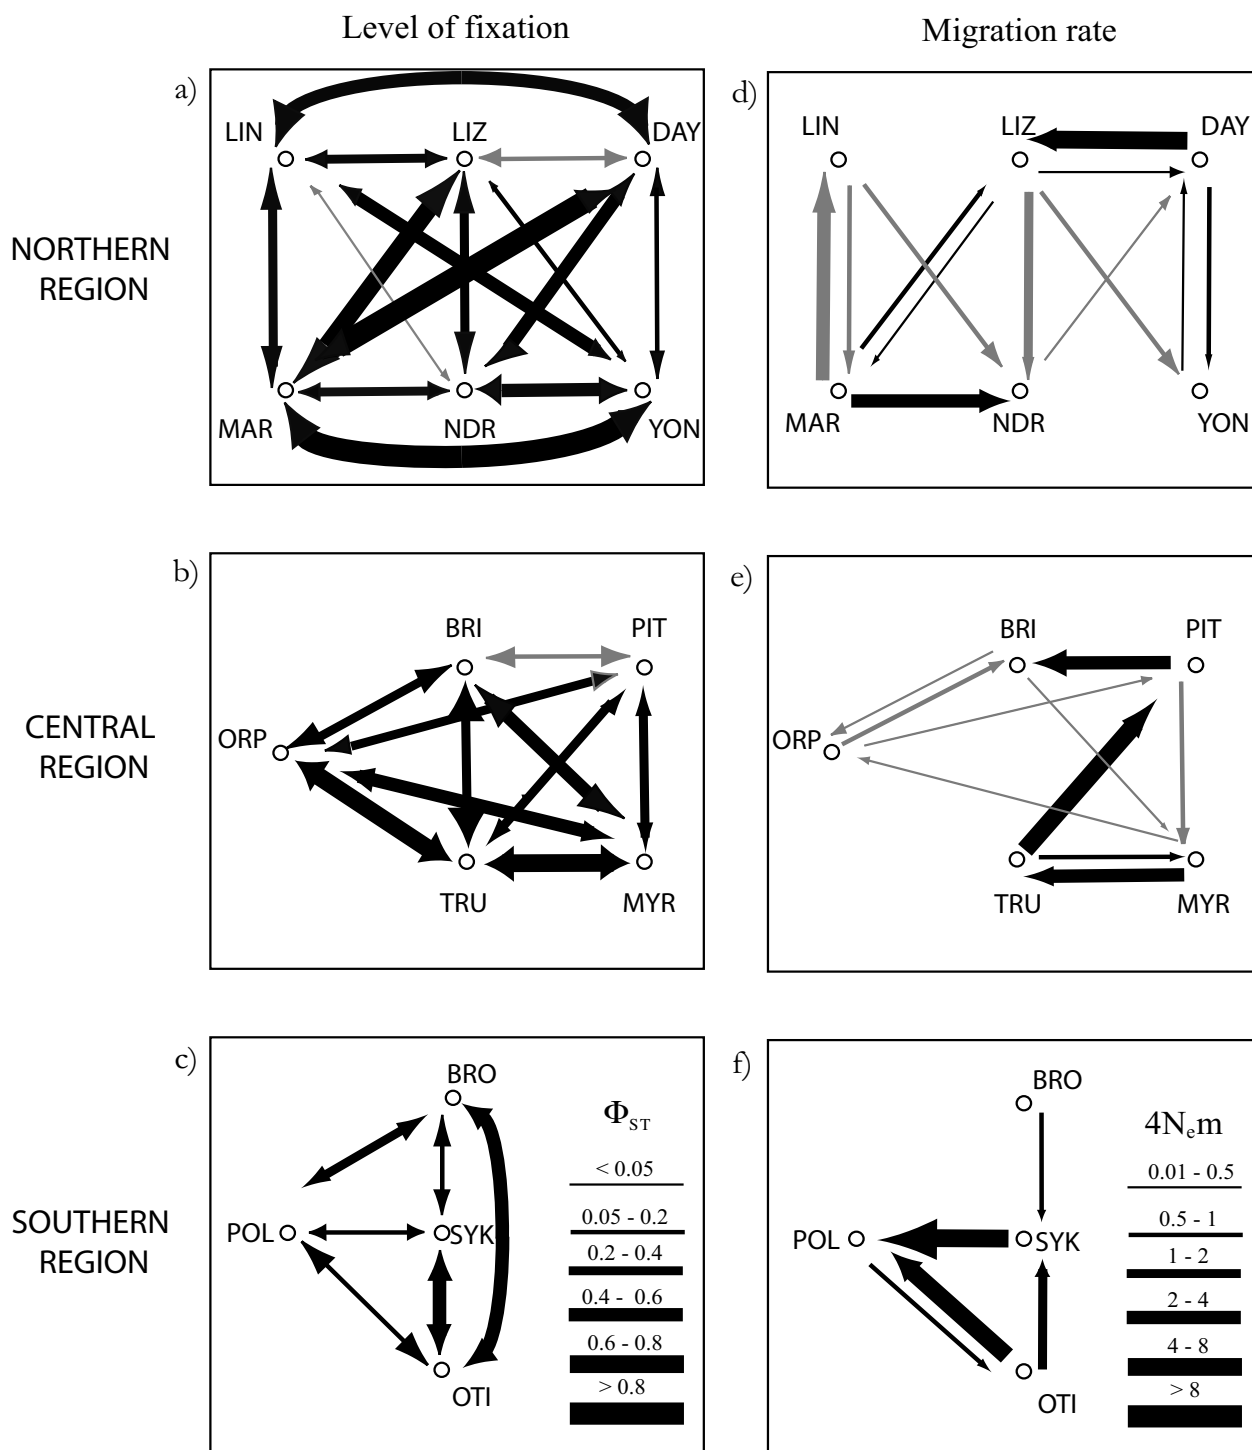 Level of fixation
Migration rate
a)
LIN
LIZ
DAY
MAR
NDR
YON
d)
LIN
LIZ
DAY
MAR
NDR
YON
NORTHERN
REGION
b)
BRI
PIT
ORP
TRU
MYR
e)
BRI
PIT
ORP
TRU
MYR
CENTRAL
REGION
c)
BRO
POL
SYK
OTI
Φ_ST
< 0.05
0.05 - 0.2
0.2 - 0.4
0.4 - 0.6
0.6 - 0.8
> 0.8
f)
BRO
POL
SYK
OTI
4N_em
0.01 - 0.5
0.5 - 1
1 - 2
2 - 4
4 - 8
> 8
SOUTHERN
REGION